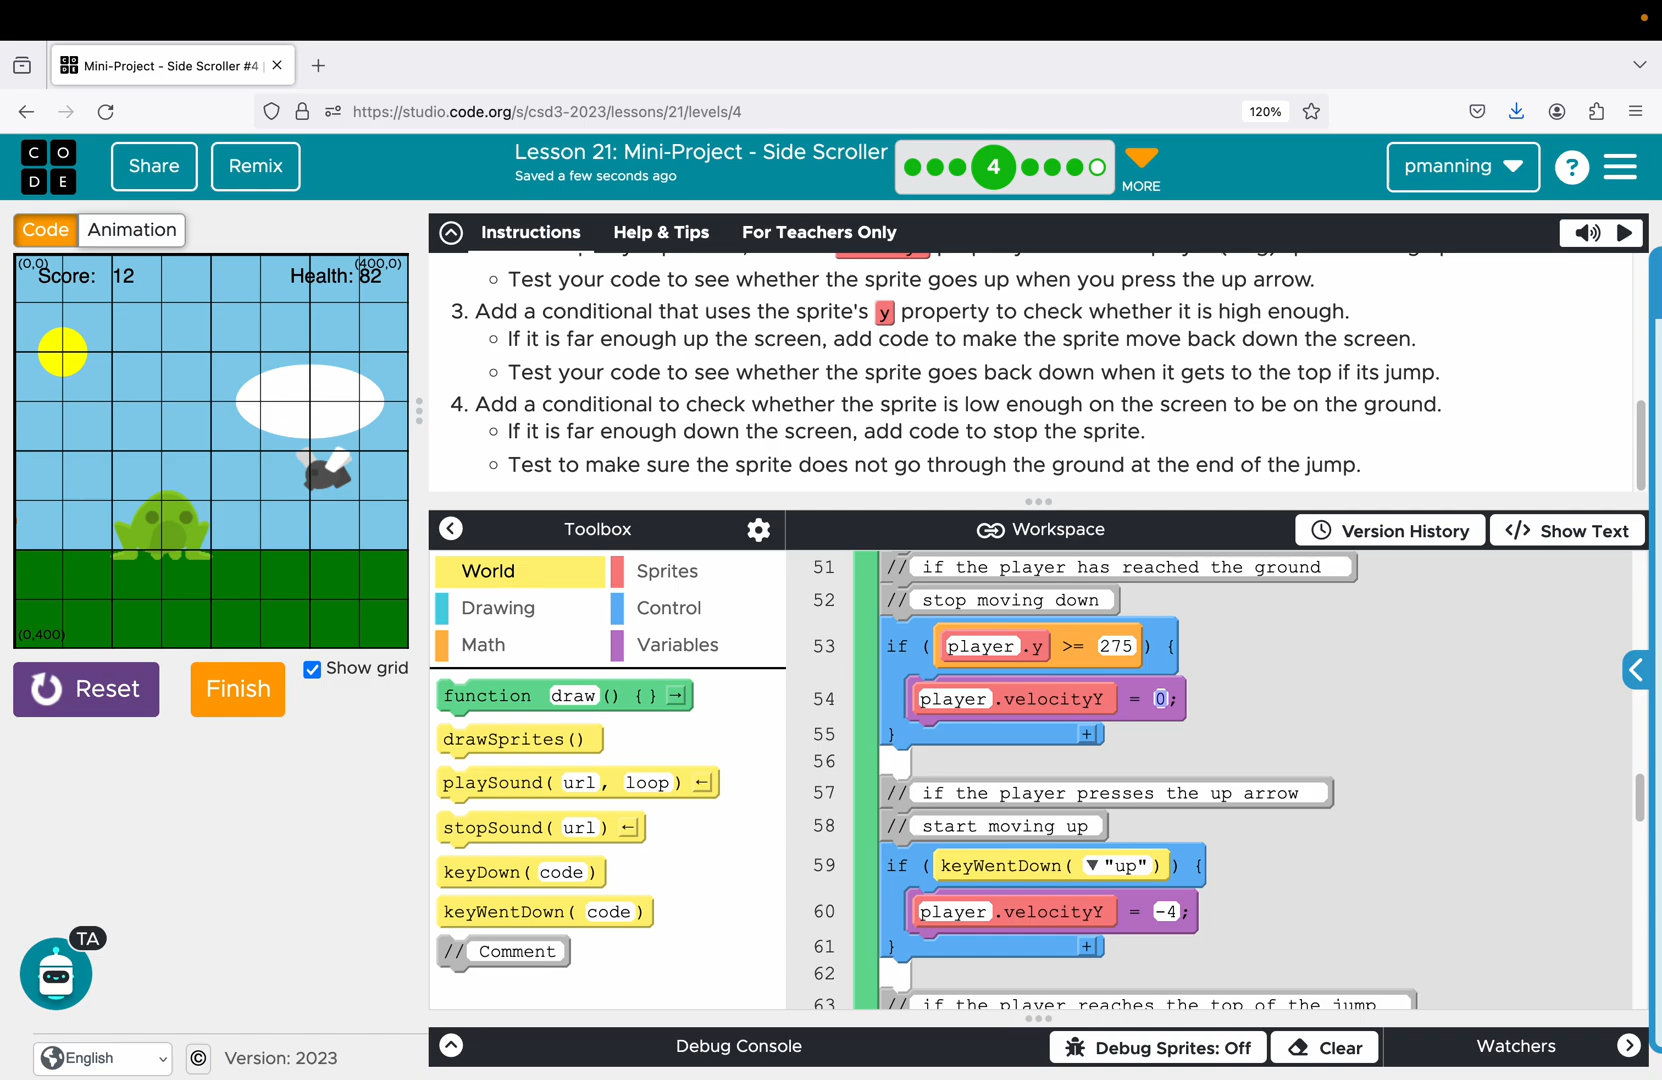 Mini-Project - Side Scroller #4
https://studio.code.org/s/csd3-2023/lessons/21/levels/4
120%
C O
D E
Share
Remix
Lesson 21: Mini-Project - Side Scroller
Saved a few seconds ago
4
MORE
pmanning
?
Code
Animation
(0,0)
(400,0)
Score: 12
Health: 82
(0,400)
Reset
Finish
Show grid
TA
English
©
Version: 2023
Instructions
Help & Tips
For Teachers Only
Test your code to see whether the sprite goes up when you press the up arrow.
3. Add a conditional that uses the sprite's y property to check whether it is high enough.
If it is far enough up the screen, add code to make the sprite move back down the screen.
Test your code to see whether the sprite goes back down when it gets to the top if its jump.
4. Add a conditional to check whether the sprite is low enough on the screen to be on the ground.
If it is far enough down the screen, add code to stop the sprite.
Test to make sure the sprite does not go through the ground at the end of the jump.
Toolbox
World
Sprites
Drawing
Control
Math
Variables
function draw() { }
drawSprites()
playSound( url, loop)
stopSound( url)
keyDown( code)
keyWentDown( code)
// Comment
Workspace
Version History
</> Show Text
51 // if the player has reached the ground
52 // stop moving down
53 if ( player.y >= 275 ) {
54 player.velocityY = 0;
55 } +
56
57 // if the player presses the up arrow
58 // start moving up
59 if ( keyWentDown( "up") ) {
60 player.velocityY = -4;
61 } +
62
63 // if the player reaches the top of the jump
Debug Console
Debug Sprites: Off
Clear
Watchers